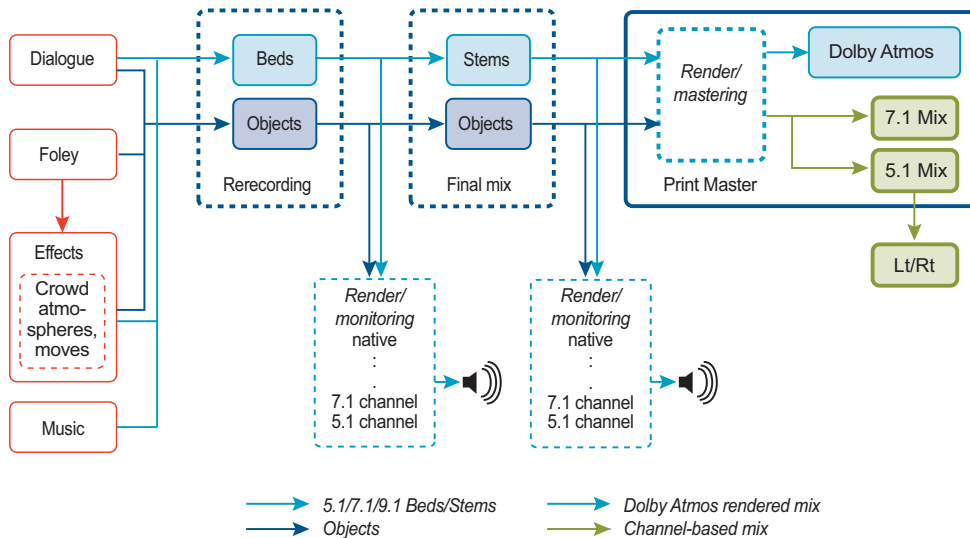 Dialogue
Foley
Effects
Crowd
atmo-
spheres,
moves
Music
Beds
Objects
Rerecording
Stems
Objects
Final mix
Render/
mastering
Print Master
Dolby Atmos
7.1 Mix
5.1 Mix
Lt/Rt
Render/
monitoring
native
.
.
7.1 channel
5.1 channel
Render/
monitoring
native
.
.
7.1 channel
5.1 channel
5.1/7.1/9.1 Beds/Stems
Objects
Dolby Atmos rendered mix
Channel-based mix